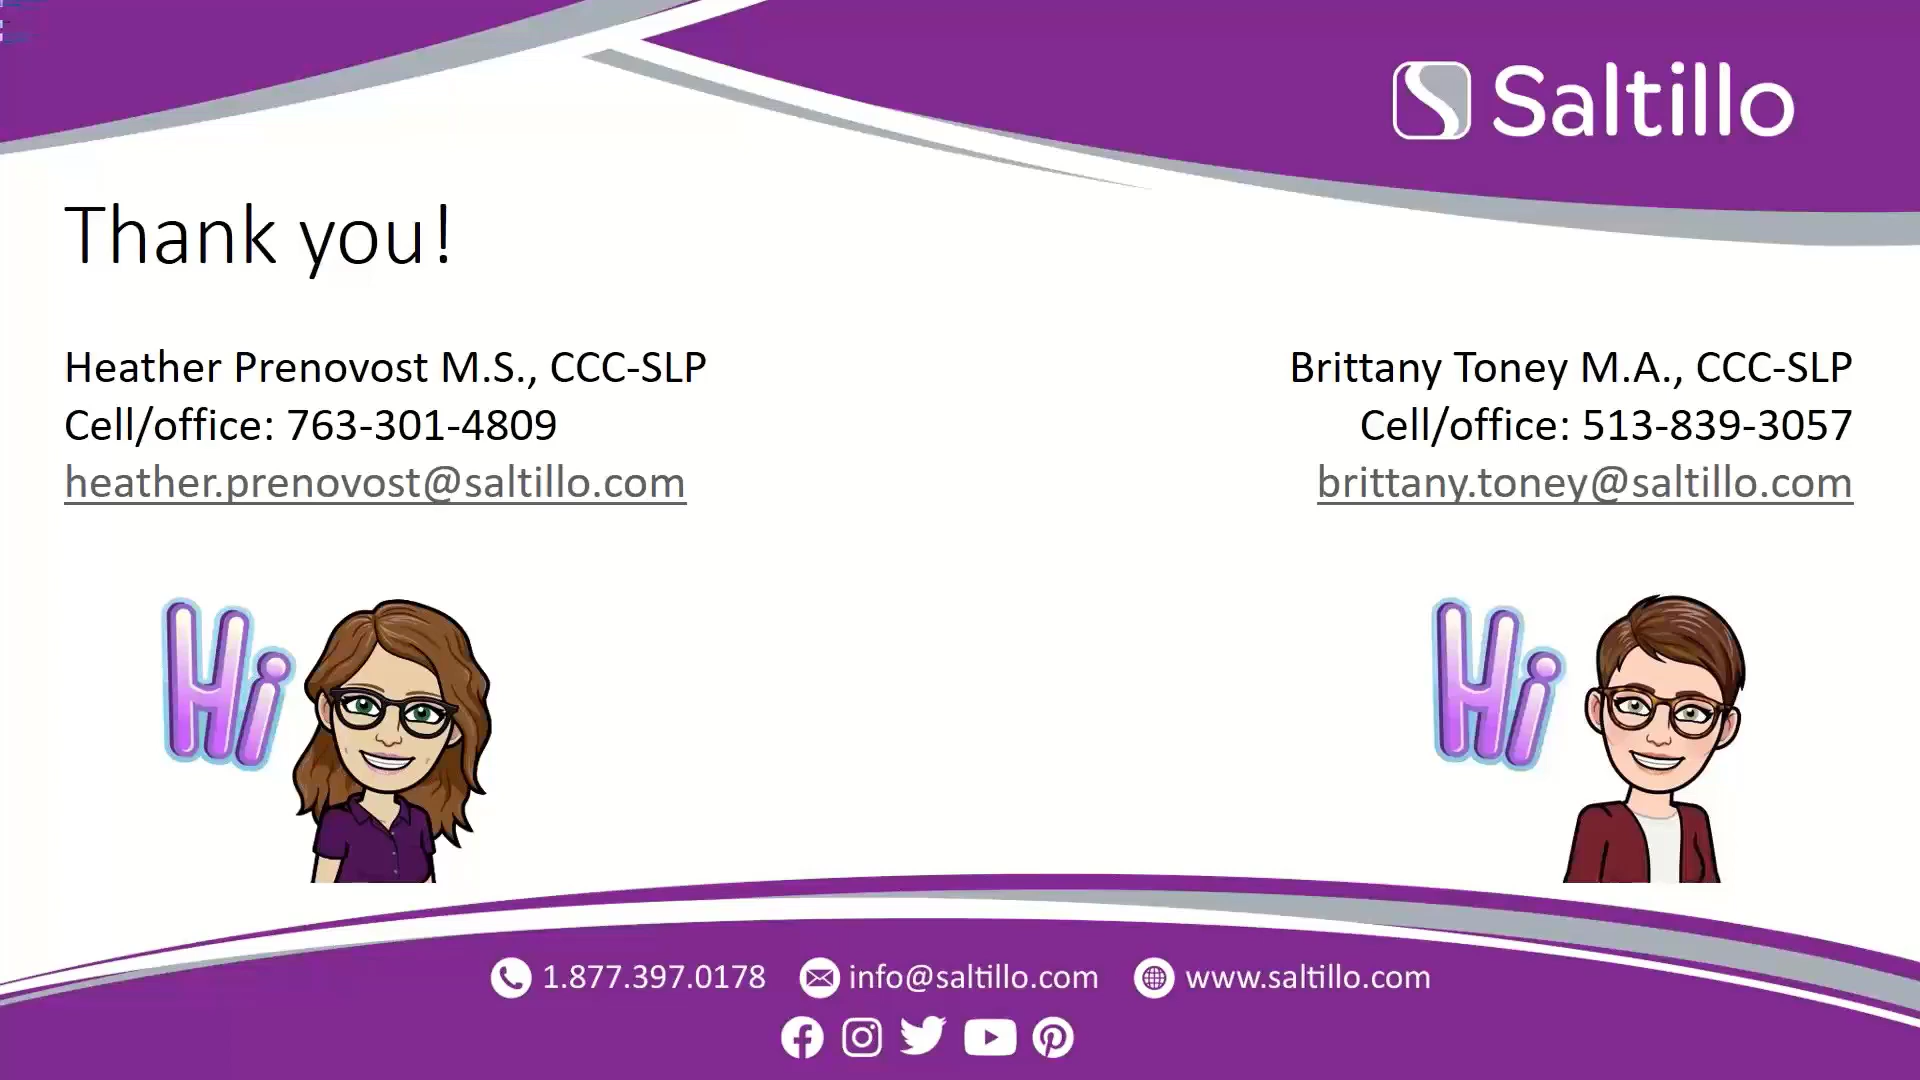 Saltillo
Thank you!
Heather Prenovost M.S., CCC-SLP
Cell/office: 763-301-4809
heather.prenovost@saltillo.com
Brittany Toney M.A., CCC-SLP
Cell/office: 513-839-3057
brittany.toney@saltillo.com
Hi
Hi
1.877.397.0178 info@saltillo.com www.saltillo.com